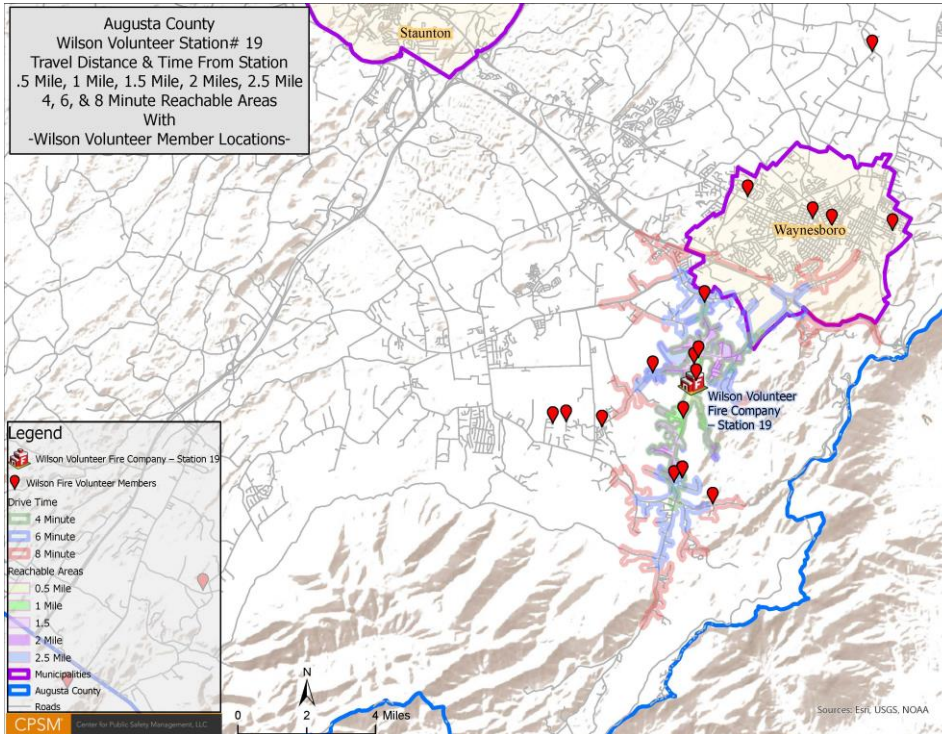 Augusta County
Wilson Volunteer Station# 19
Travel Distance & Time From Station
.5 Mile, 1 Mile, 1.5 Mile, 2 Miles, 2.5 Mile
4, 6, & 8 Minute Reachable Areas
With
-Wilson Volunteer Member Locations-
Staunton
Waynesboro
Wilson Volunteer
Fire Company
– Station 19
Legend
Wilson Volunteer Fire Company – Station 19
Wilson Fire Volunteer Members
Drive Time
4 Minute
6 Minute
8 Minute
Reachable Areas
0.5 Mile
1 Mile
1.5
2 Mile
2.5 Mile
Municipalities
Augusta County
Roads
CPSM Center for Public Safety Management, LLC
N
0 2 4 Miles
Sources: Esri, USGS, NOAA